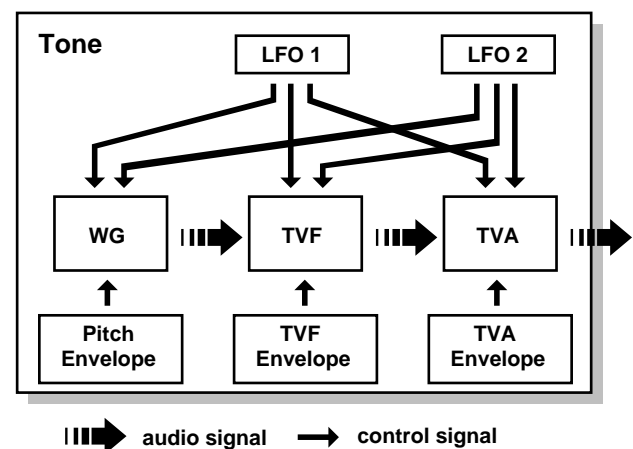 Tone
LFO 1
LFO 2
WG
TVF
TVA
Pitch
Envelope
TVF
Envelope
TVA
Envelope
audio signal
control signal